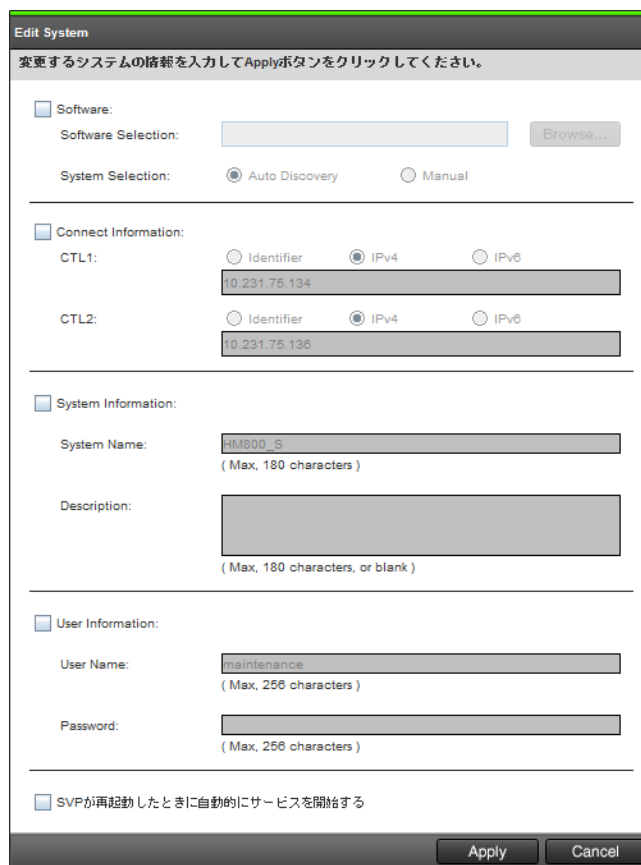 Edit System
変更するシステムの情報を入力してApplyボタンをクリックしてください。
Software:
Software Selection: Browse...
System Selection: Auto Discovery Manual
Connect Information:
CTL1: Identifier IPv4 IPv6
10.231.75.134
CTL2: Identifier IPv4 IPv6
10.231.75.136
System Information:
System Name: HM800_S
( Max, 180 characters )
Description:
( Max, 180 characters, or blank )
User Information:
User Name: maintenance
( Max, 256 characters )
Password:
( Max, 256 characters )
SVPが再起動したときに自動的にサービスを開始する
Apply Cancel